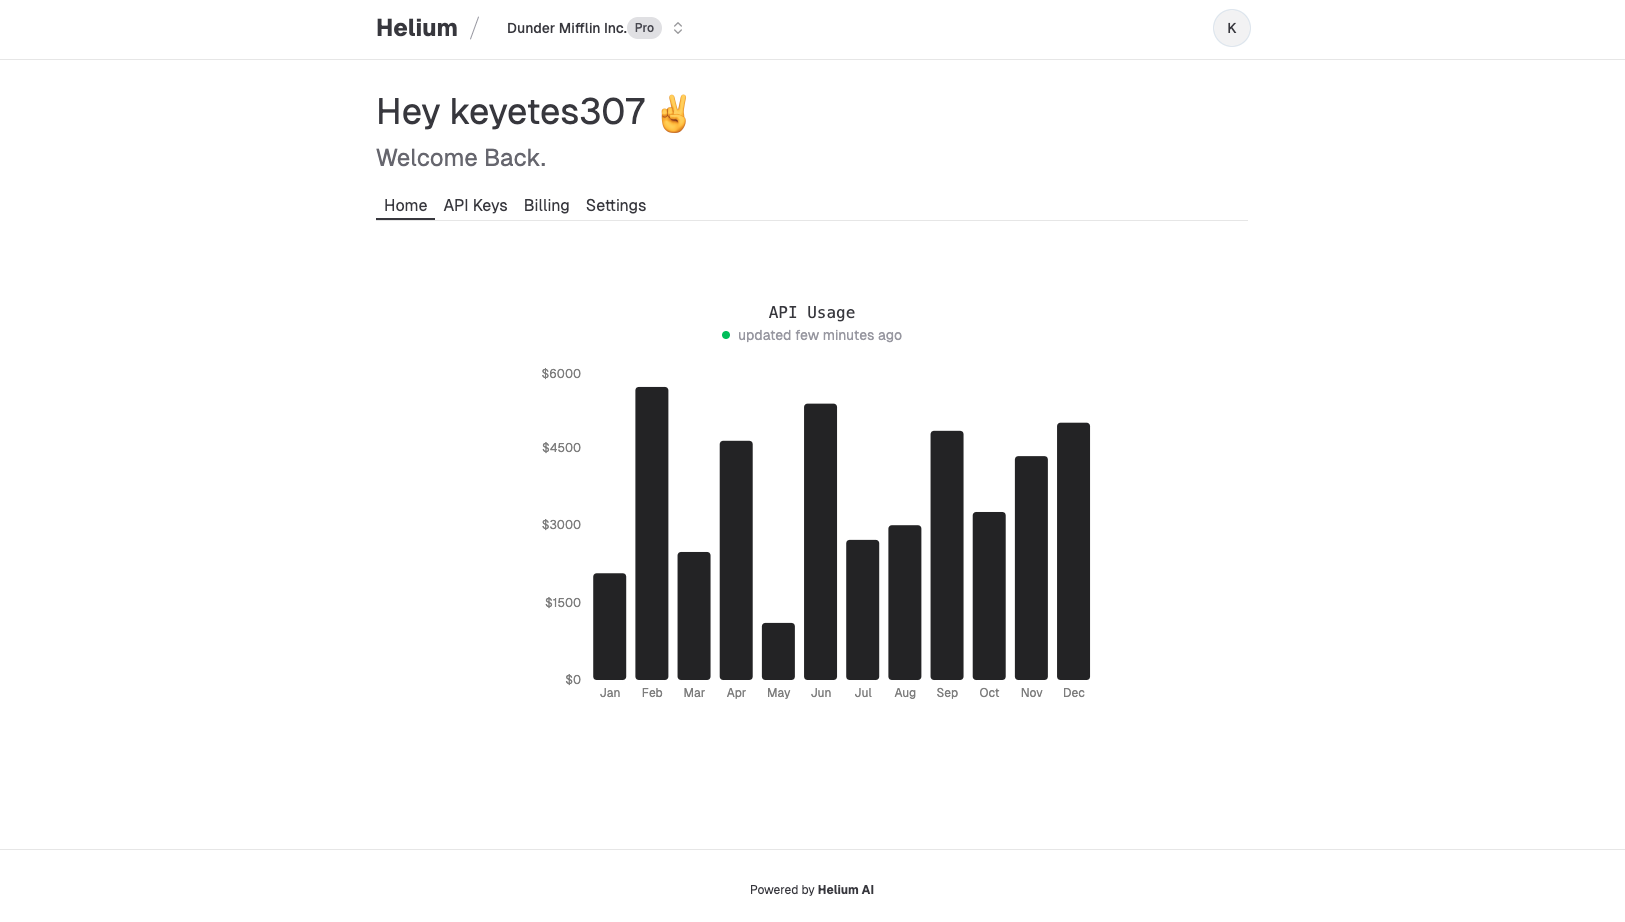 Helium / Dunder Mifflin Inc. Pro K
Hey keyetes307 ✌️
Welcome Back.
Home API Keys Billing Settings
API Usage
updated few minutes ago
$6000
$4500
$3000
$1500
$0
Jan Feb Mar Apr May Jun Jul Aug Sep Oct Nov Dec
Powered by Helium AI